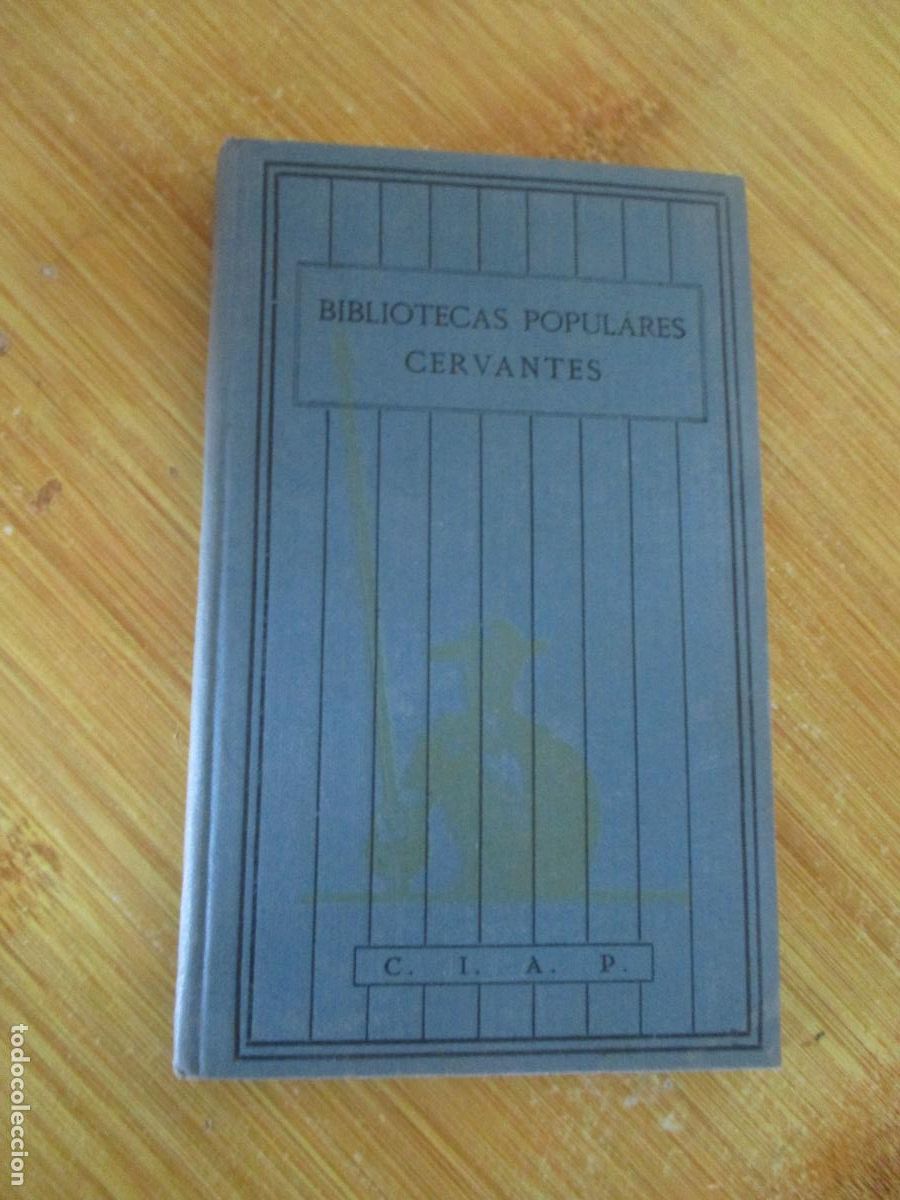 BIBLIOTECAS POPULARES
CERVANTES
C. I. A. P.
todocoleccion